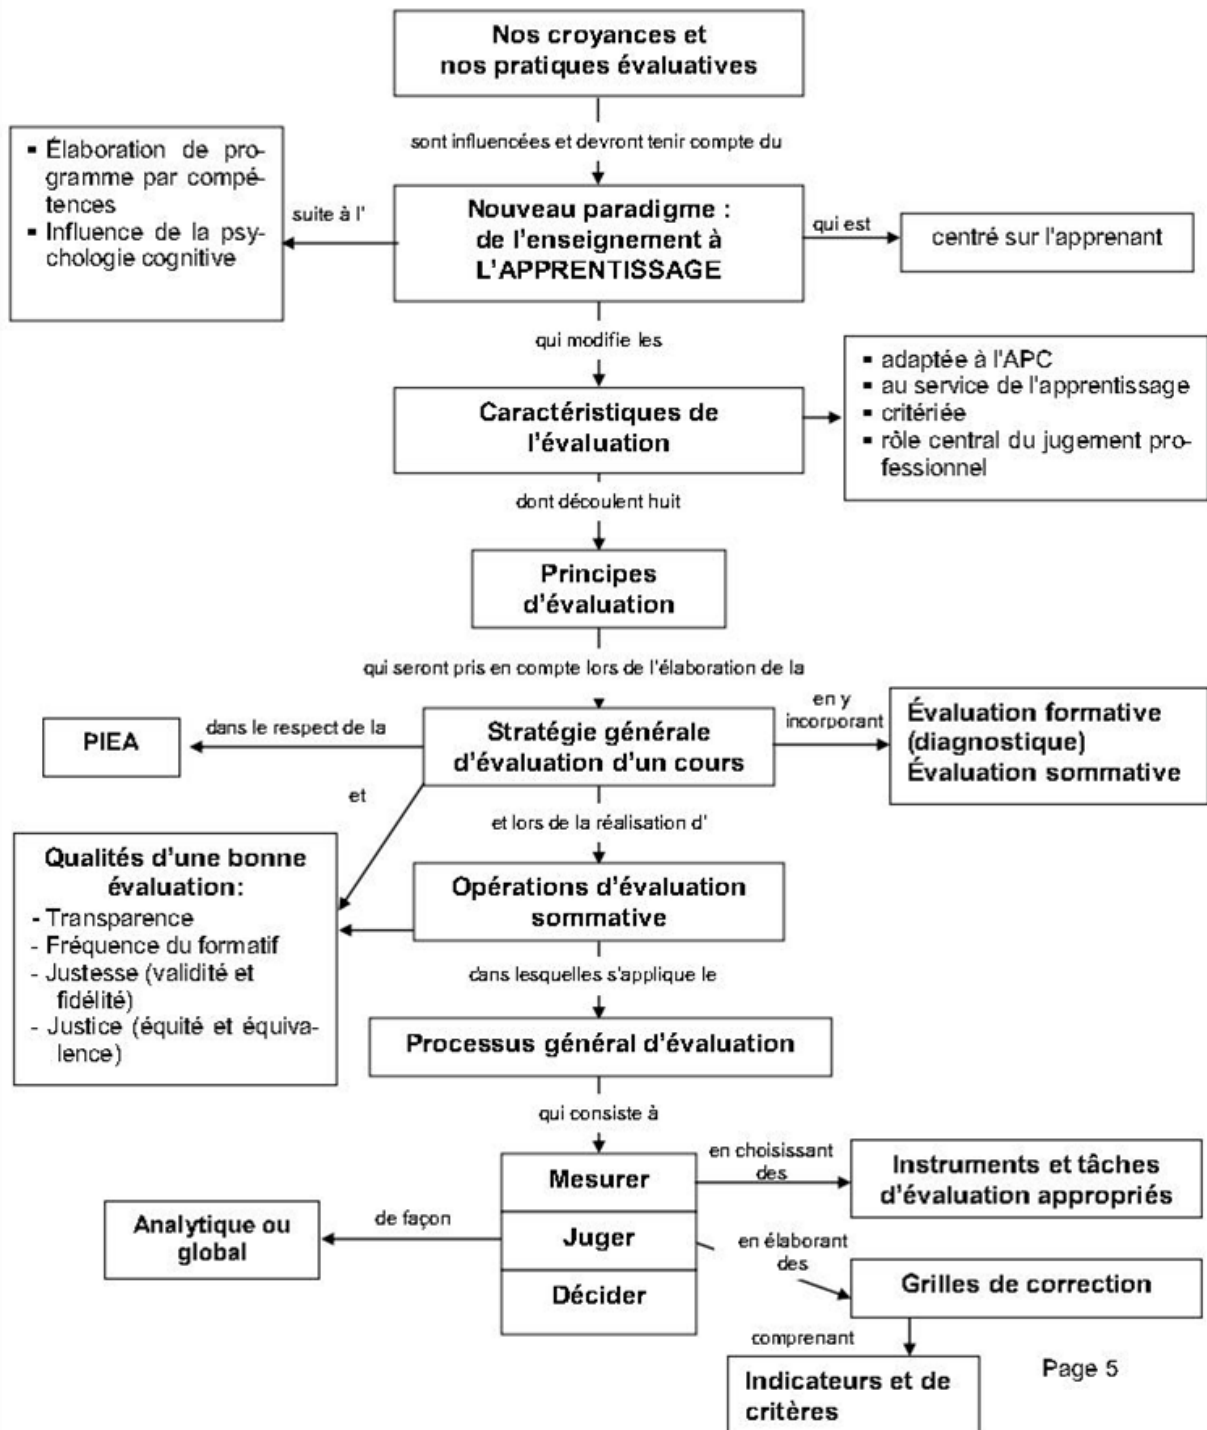 Nos croyances et
nos pratiques évaluatives
sont influencées et devront tenir compte du
▪ Élaboration de pro-
gramme par compé-
tences
▪ Influence de la psy-
chologie cognitive
suite à l'
Nouveau paradigme :
de l'enseignement à
L'APPRENTISSAGE
qui est
centré sur l'apprenant
qui modifie les
Caractéristiques de
l'évaluation
▪ adaptée à l'APC
▪ au service de l'apprentissage
▪ critériée
▪ rôle central du jugement pro-
fessionnel
dont découlent huit
Principes
d'évaluation
qui seront pris en compte lors de l'élaboration de la
PIEA
dans le respect de la
Stratégie générale
d'évaluation d'un cours
en y
incorporant
Évaluation formative
(diagnostique)
Évaluation sommative
et
et lors de la réalisation d'
Qualités d'une bonne
évaluation:
- Transparence
- Fréquence du formatif
- Justesse (validité et
fidélité)
- Justice (équité et équiva-
lence)
Opérations d'évaluation
sommative
dans lesquelles s'applique le
Processus général d'évaluation
qui consiste à
Mesurer
en choisissant
des
Instruments et tâches
d'évaluation appropriés
Analytique ou
global
de façon
Juger
en élaborant
des
Grilles de correction
Décider
comprenant
Indicateurs et de
critères
Page 5